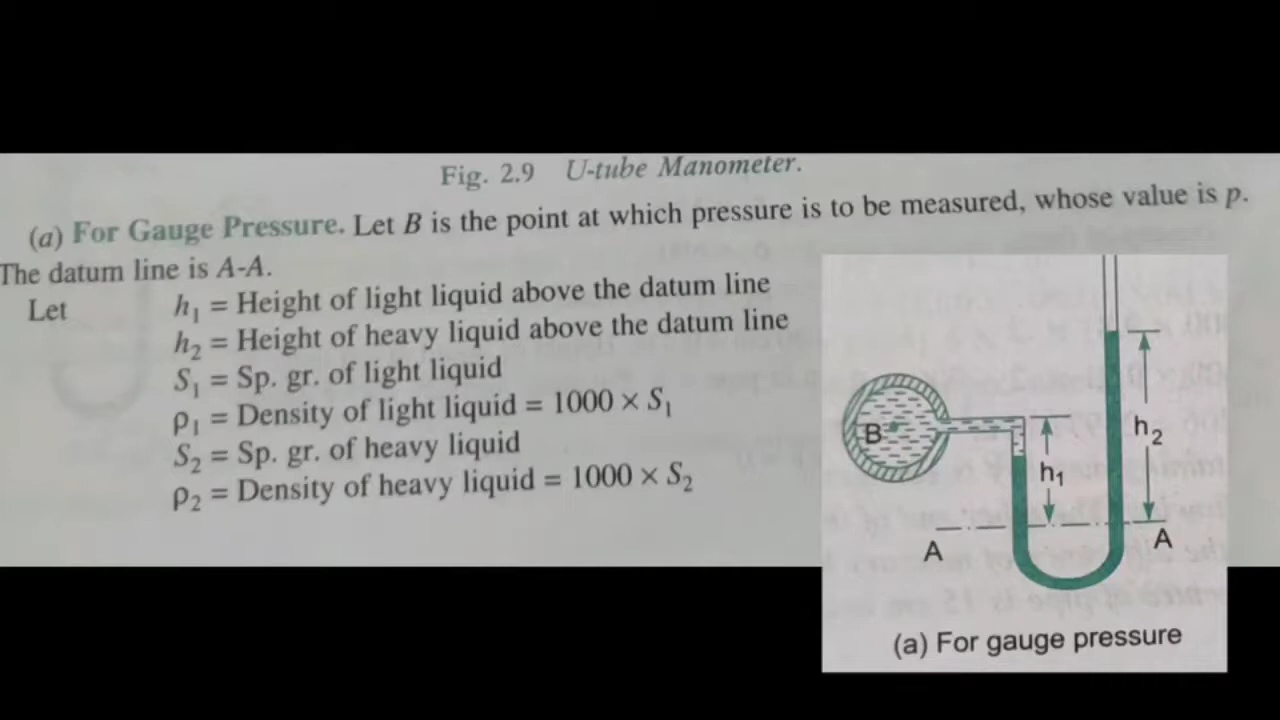 Fig. 2.9 U-tube Manometer.
(a) For Gauge Pressure. Let B is the point at which pressure is to be measured, whose value is p.
The datum line is A-A.
Let h₁ = Height of light liquid above the datum line
h₂ = Height of heavy liquid above the datum line
S₁ = Sp. gr. of light liquid
ρ₁ = Density of light liquid = 1000 × S₁
S₂ = Sp. gr. of heavy liquid
ρ₂ = Density of heavy liquid = 1000 × S₂
B
h₁
h₂
A
A
(a) For gauge pressure